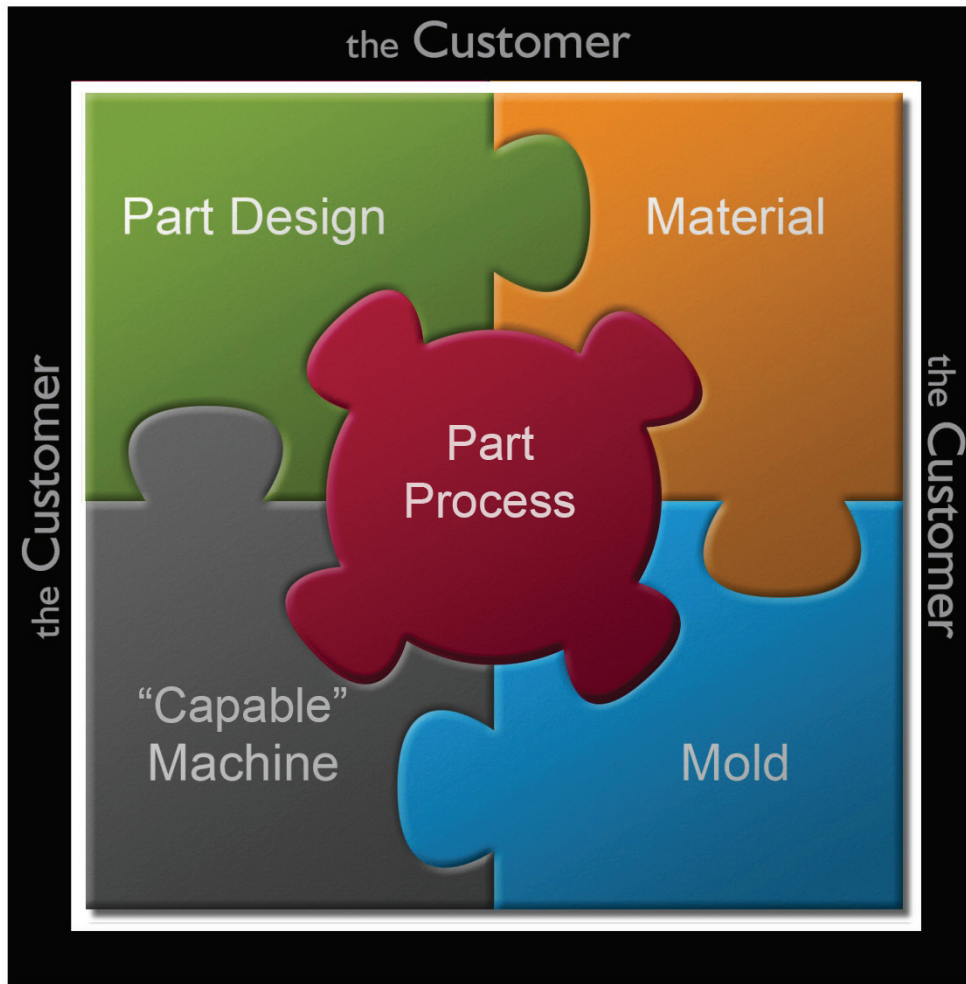 the Customer
Part Design
Material
the Customer
Part
Process
the Customer
“Capable”
Machine
Mold